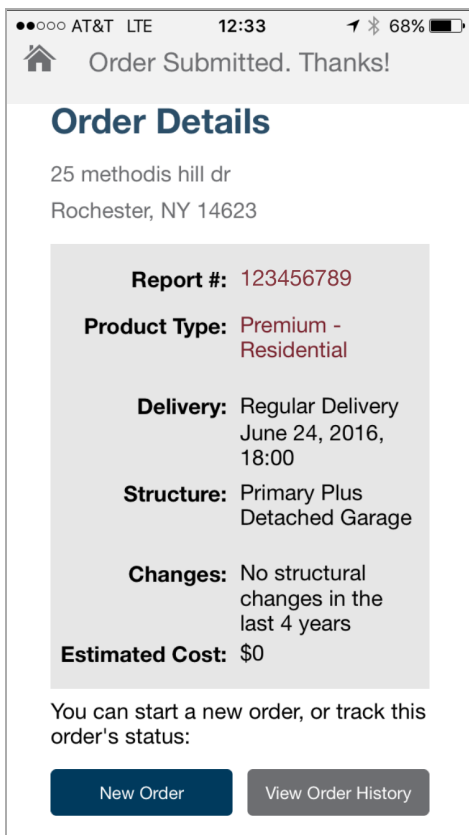 AT&T LTE 12:33 68%
Order Submitted. Thanks!
Order Details
25 methodis hill dr
Rochester, NY 14623
Report #: 123456789
Product Type: Premium -
Residential
Delivery: Regular Delivery
June 24, 2016,
18:00
Structure: Primary Plus
Detached Garage
Changes: No structural
changes in the
last 4 years
Estimated Cost: $0
You can start a new order, or track this
order's status:
New Order View Order History